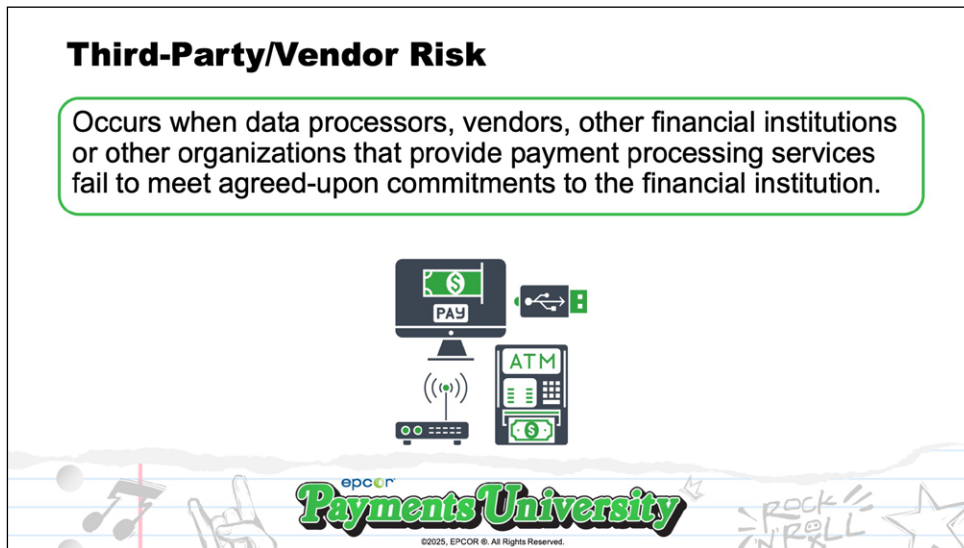 Third-Party/Vendor Risk
Occurs when data processors, vendors, other financial institutions
or other organizations that provide payment processing services
fail to meet agreed-upon commitments to the financial institution.
$
PAY
ATM
$
epcor
Payments University
ROCK
'N' ROLL
©2025, EPCOR ®. All Rights Reserved.